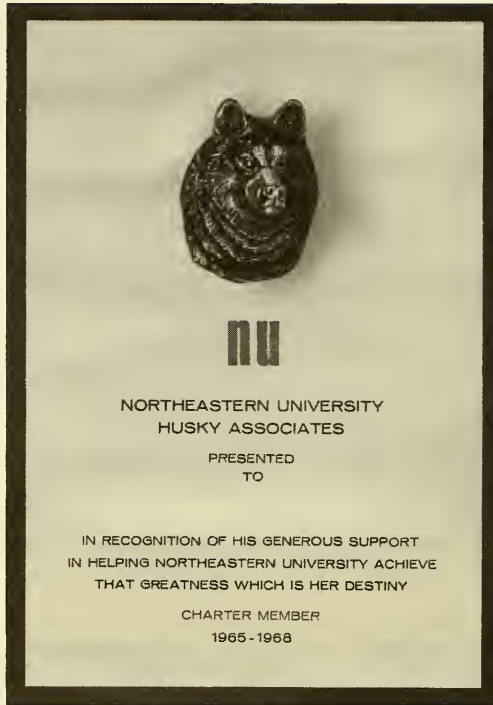 nu
NORTHEASTERN UNIVERSITY
HUSKY ASSOCIATES
PRESENTED
TO
IN RECOGNITION OF HIS GENEROUS SUPPORT
IN HELPING NORTHEASTERN UNIVERSITY ACHIEVE
THAT GREATNESS WHICH IS HER DESTINY
CHARTER MEMBER
1965-1968